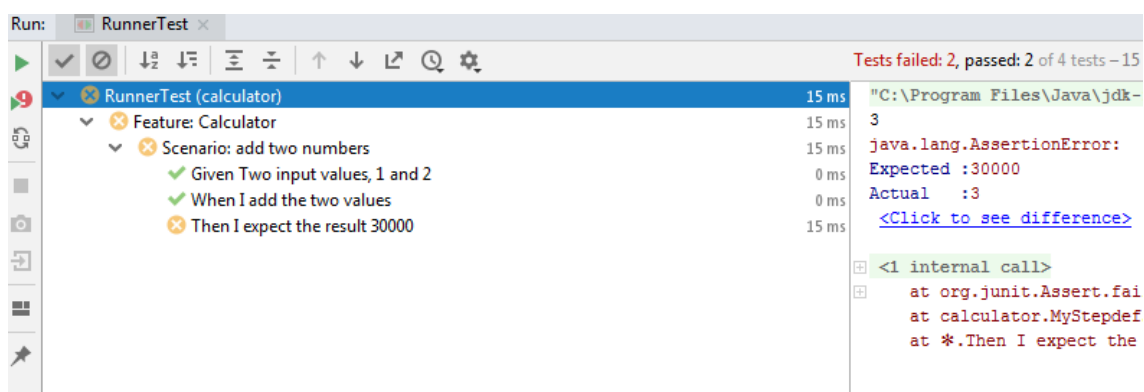 Run: RunnerTest
Tests failed: 2, passed: 2 of 4 tests – 15
RunnerTest (calculator) 15 ms
Feature: Calculator 15 ms
Scenario: add two numbers 15 ms
Given Two input values, 1 and 2 0 ms
When I add the two values 0 ms
Then I expect the result 30000 15 ms
"C:\Program Files\Java\jdk-
3
java.lang.AssertionError:
Expected :30000
Actual :3
<Click to see difference>
<1 internal call>
at org.junit.Assert.fai
at calculator.MyStepdef
at *.Then I expect the